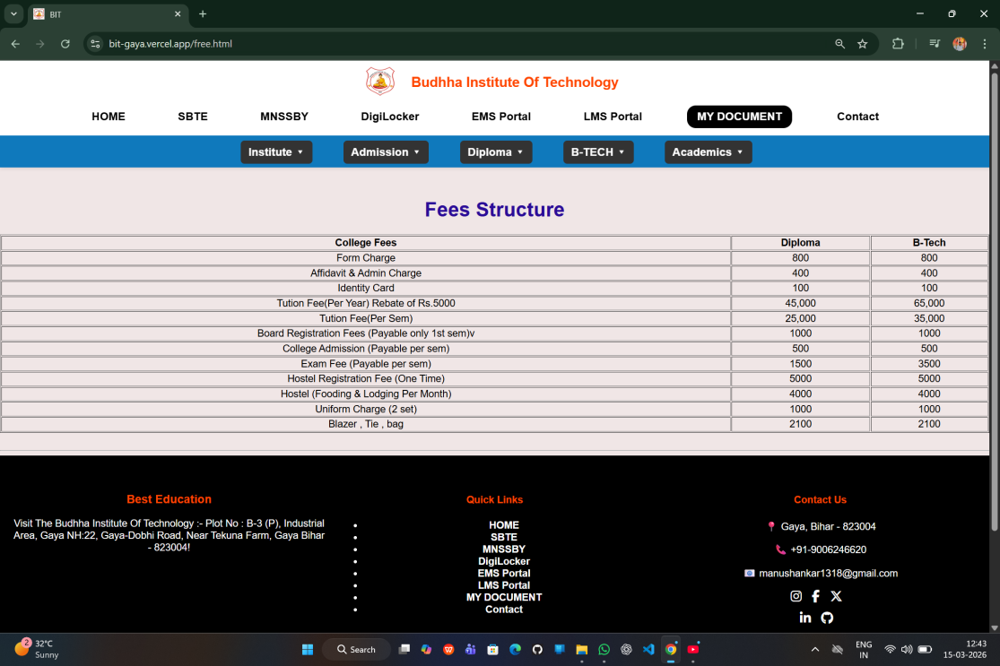 BIT
bit-gaya.vercel.app/free.html
Budhha Institute Of Technology
HOME SBTE MNSSBY DigiLocker EMS Portal LMS Portal MY DOCUMENT Contact
Institute ▼ Admission ▼ Diploma ▼ B-TECH ▼ Academics ▼
Fees Structure
College Fees Diploma B-Tech
Form Charge 800 800
Affidavit & Admin Charge 400 400
Identity Card 100 100
Tution Fee(Per Year) Rebate of Rs.5000 45,000 65,000
Tution Fee(Per Sem) 25,000 35,000
Board Registration Fees (Payable only 1st sem)v 1000 1000
College Admission (Payable per sem) 500 500
Exam Fee (Payable per sem) 1500 3500
Hostel Registration Fee (One Time) 5000 5000
Hostel (Fooding & Lodging Per Month) 4000 4000
Uniform Charge (2 set) 1000 1000
Blazer , Tie , bag 2100 2100
Best Education
Visit The Budhha Institute Of Technology :- Plot No : B-3 (P), Industrial
Area, Gaya NH:22, Gaya-Dobhi Road, Near Tekuna Farm, Gaya Bihar
- 823004!
Quick Links
HOME
SBTE
MNSSBY
DigiLocker
EMS Portal
LMS Portal
MY DOCUMENT
Contact
Contact Us
Gaya, Bihar - 823004
+91-9006246620
manushankar1318@gmail.com
2
32°C
Sunny
Search
ENG
IN
12:43
15-03-2026